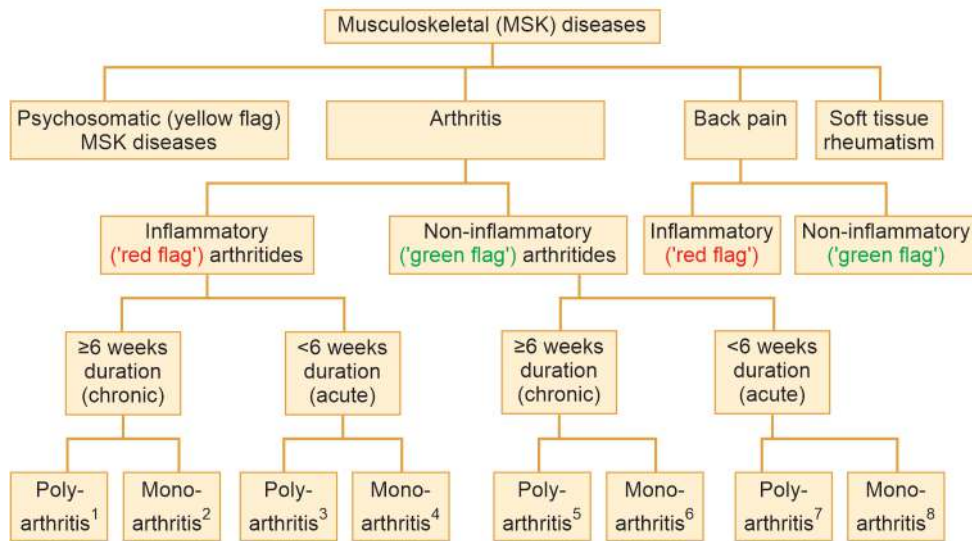 Musculoskeletal (MSK) diseases
Psychosomatic (yellow flag)
MSK diseases
Arthritis
Back pain
Soft tissue
rheumatism
Inflammatory
('red flag') arthritides
Non-inflammatory
('green flag') arthritides
Inflammatory
('red flag')
Non-inflammatory
('green flag')
≥6 weeks
duration
(chronic)
<6 weeks
duration
(acute)
≥6 weeks
duration
(chronic)
<6 weeks
duration
(acute)
Poly-
arthritis1
Mono-
arthritis2
Poly-
arthritis3
Mono-
arthritis4
Poly-
arthritis5
Mono-
arthritis6
Poly-
arthritis7
Mono-
arthritis8